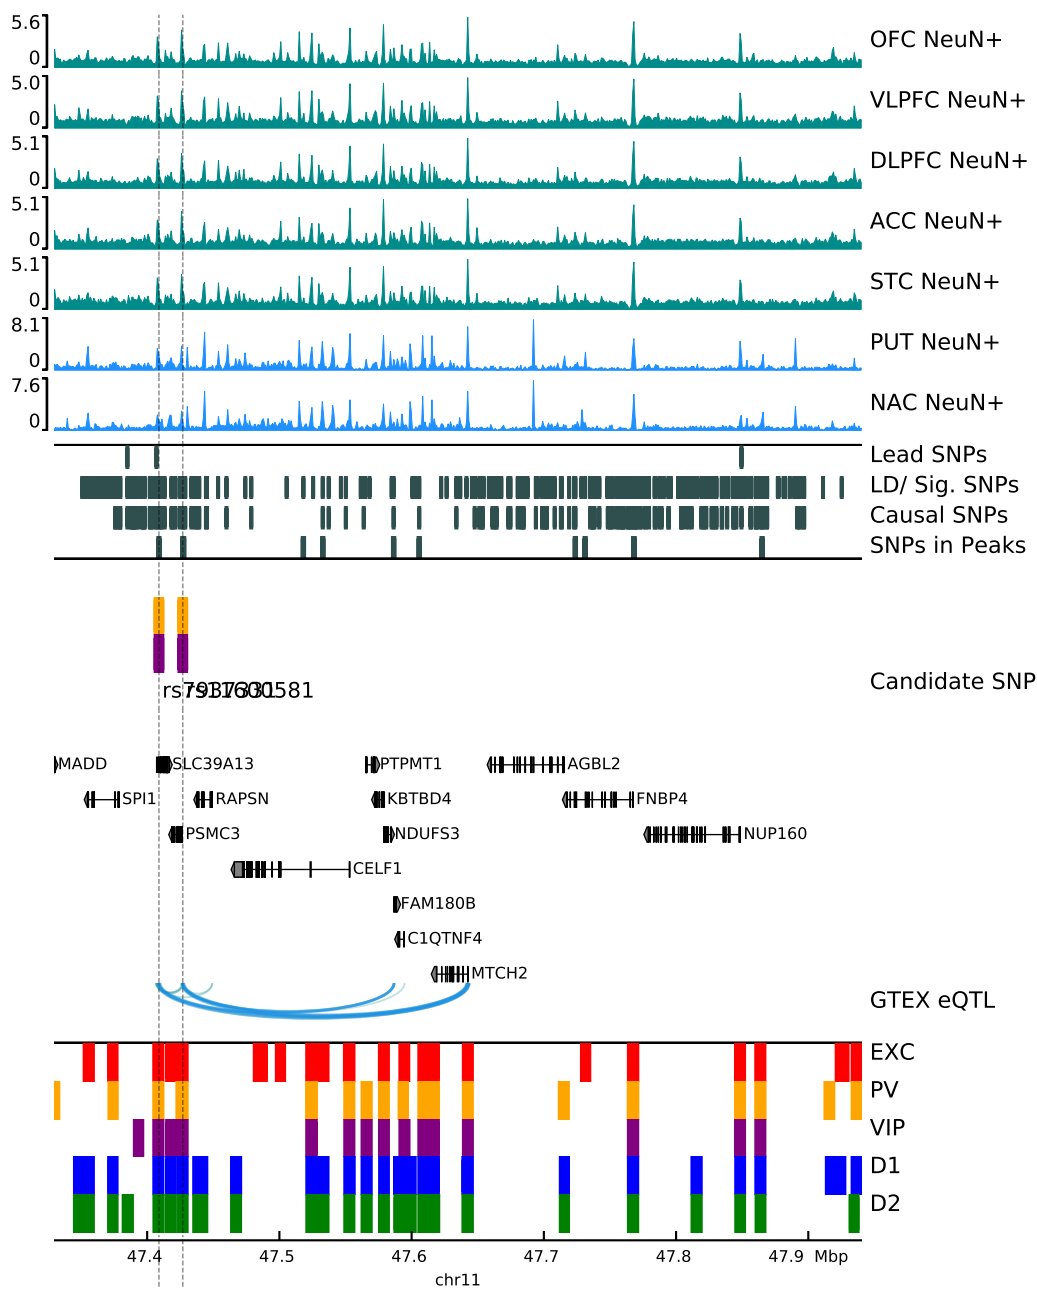 5.6
0
OFC NeuN+
5.0
0
VLPFC NeuN+
5.1
0
DLPFC NeuN+
5.1
0
ACC NeuN+
5.1
0
STC NeuN+
8.1
0
PUT NeuN+
7.6
0
NAC NeuN+
Lead SNPs
LD/ Sig. SNPs
Causal SNPs
SNPs in Peaks
Candidate SNP
MADD SLC39A13 PTPMT1 AGBL2
SPI1 RAPSN KBTBD4 FNBP4
PSMC3 NDUFS3 NUP160
CELF1
FAM180B
C1QTNF4
MTCH2
GTEX eQTL
EXC
PV
VIP
D1
D2
47.4 47.5 47.6 47.7 47.8 47.9 Mbp
chr11